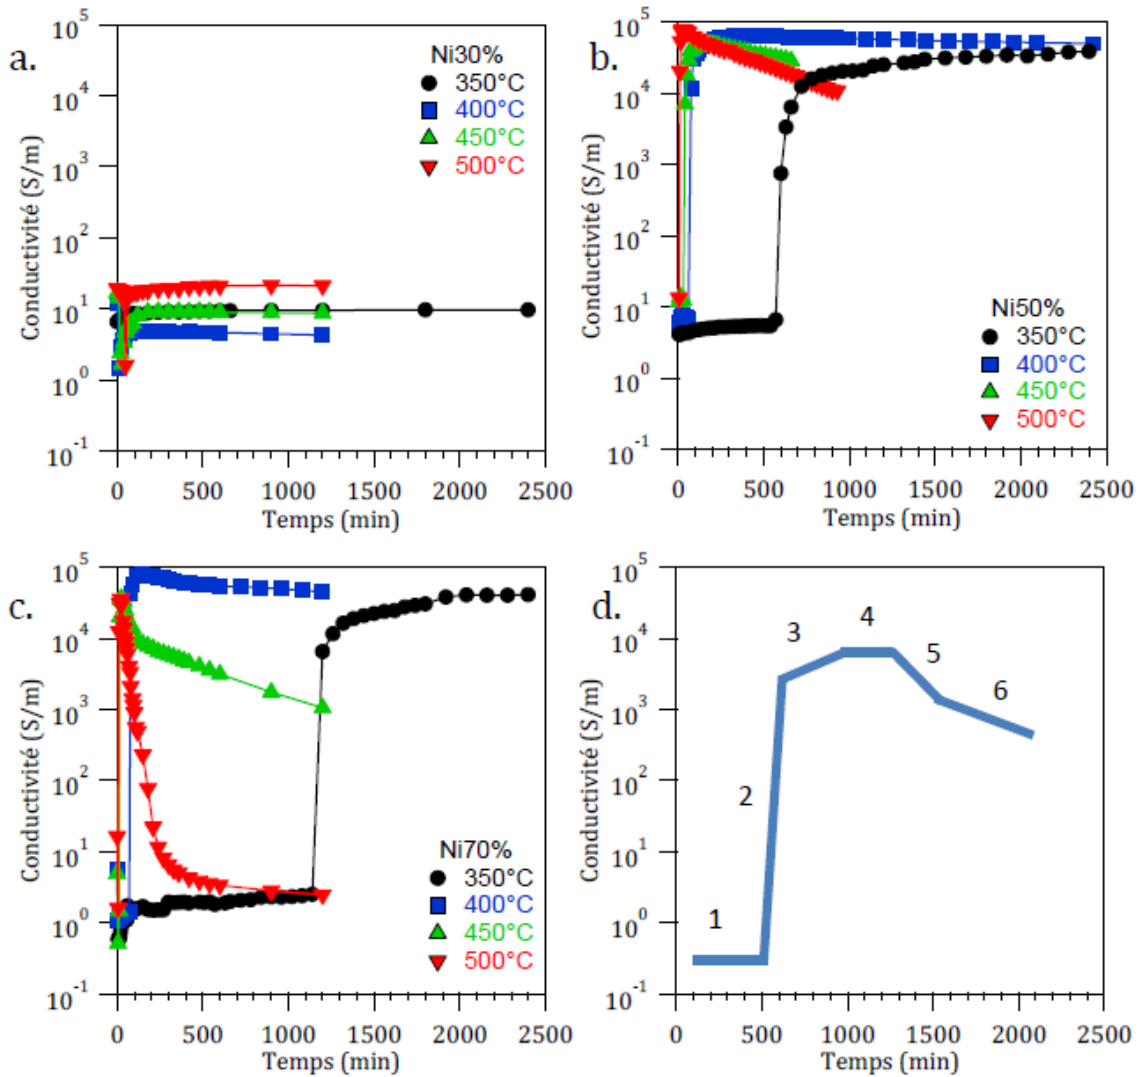 a.
Conductivité (S/m)
10^5
10^4
10^3
10^2
10^1
10^0
10^-1
Ni30%
350°C
400°C
450°C
500°C
0 500 1000 1500 2000 2500
Temps (min)
b.
Conductivité (S/m)
10^5
10^4
10^3
10^2
10^1
10^0
10^-1
Ni50%
350°C
400°C
450°C
500°C
0 500 1000 1500 2000 2500
Temps (min)
c.
Conductivité (S/m)
10^5
10^4
10^3
10^2
10^1
10^0
10^-1
Ni70%
350°C
400°C
450°C
500°C
0 500 1000 1500 2000 2500
Temps (min)
d.
Conductivité (S/m)
10^5
10^4
10^3
10^2
10^1
10^0
10^-1
1
2
3
4
5
6
0 500 1000 1500 2000 2500
Temps (min)